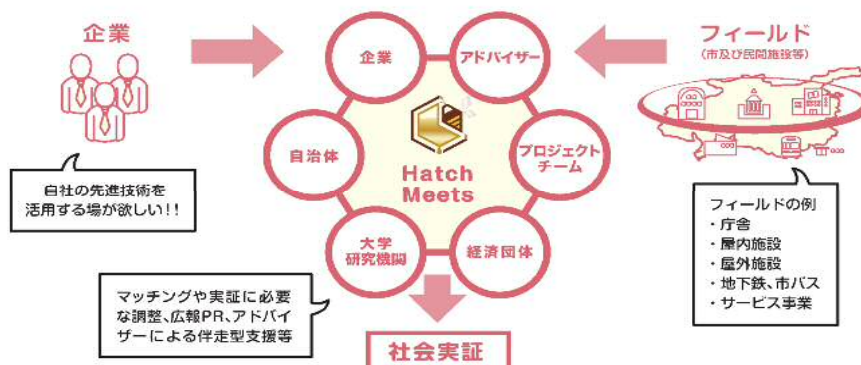 企業
自社の先進技術を
活用する場が欲しい!!
企業
アドバイザー
自治体
Hatch
Meets
プロジェクト
チーム
大学
研究機関
経済団体
マッチングや実証に必要
な調整、広報PR、アドバイ
ザーによる伴走型支援等
社会実証
フィールド
(市及び民間施設等)
フィールドの例
・庁舎
・屋内施設
・屋外施設
・地下鉄、市バス
・サービス事業